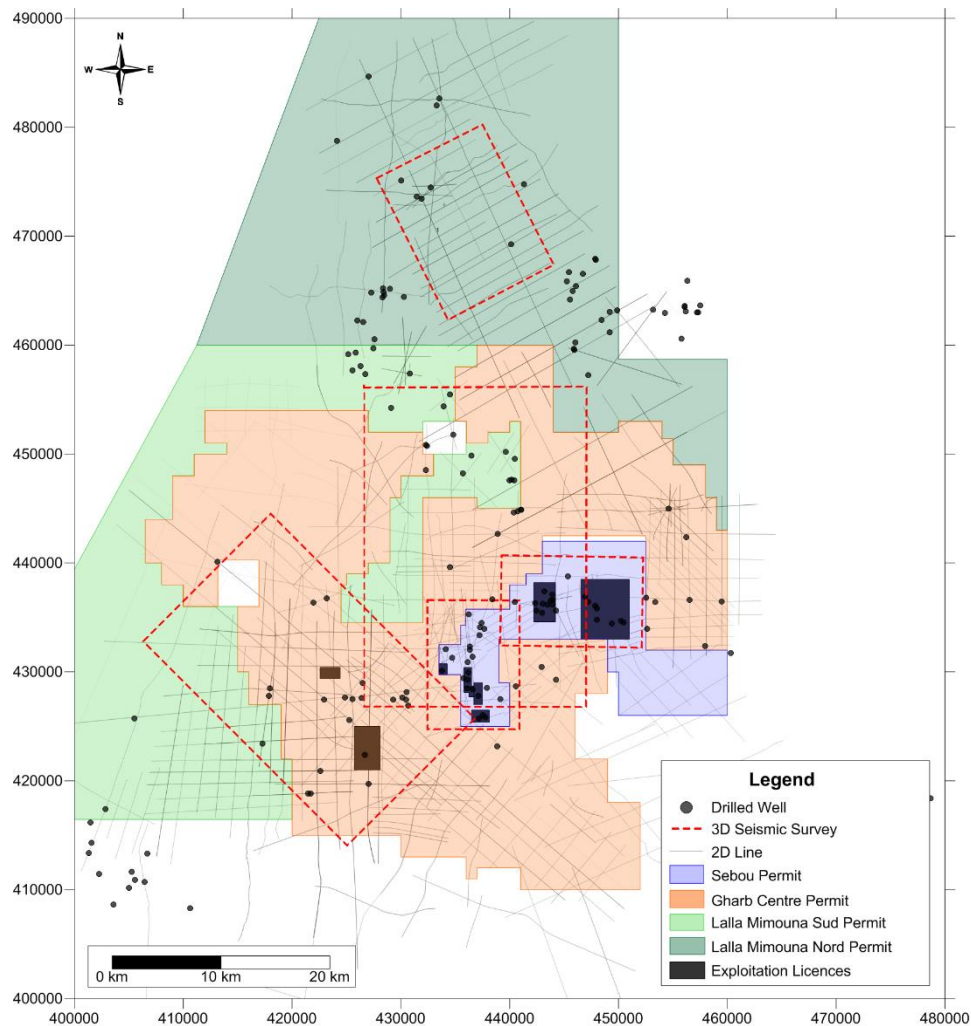 490000
480000
470000
460000
450000
440000
430000
420000
410000
400000
N
W E
S
Legend
Drilled Well
3D Seismic Survey
2D Line
Sebou Permit
Gharb Centre Permit
Lalla Mimouna Sud Permit
Lalla Mimouna Nord Permit
Exploitation Licences
0 km 10 km 20 km
400000 410000 420000 430000 440000 450000 460000 470000 480000